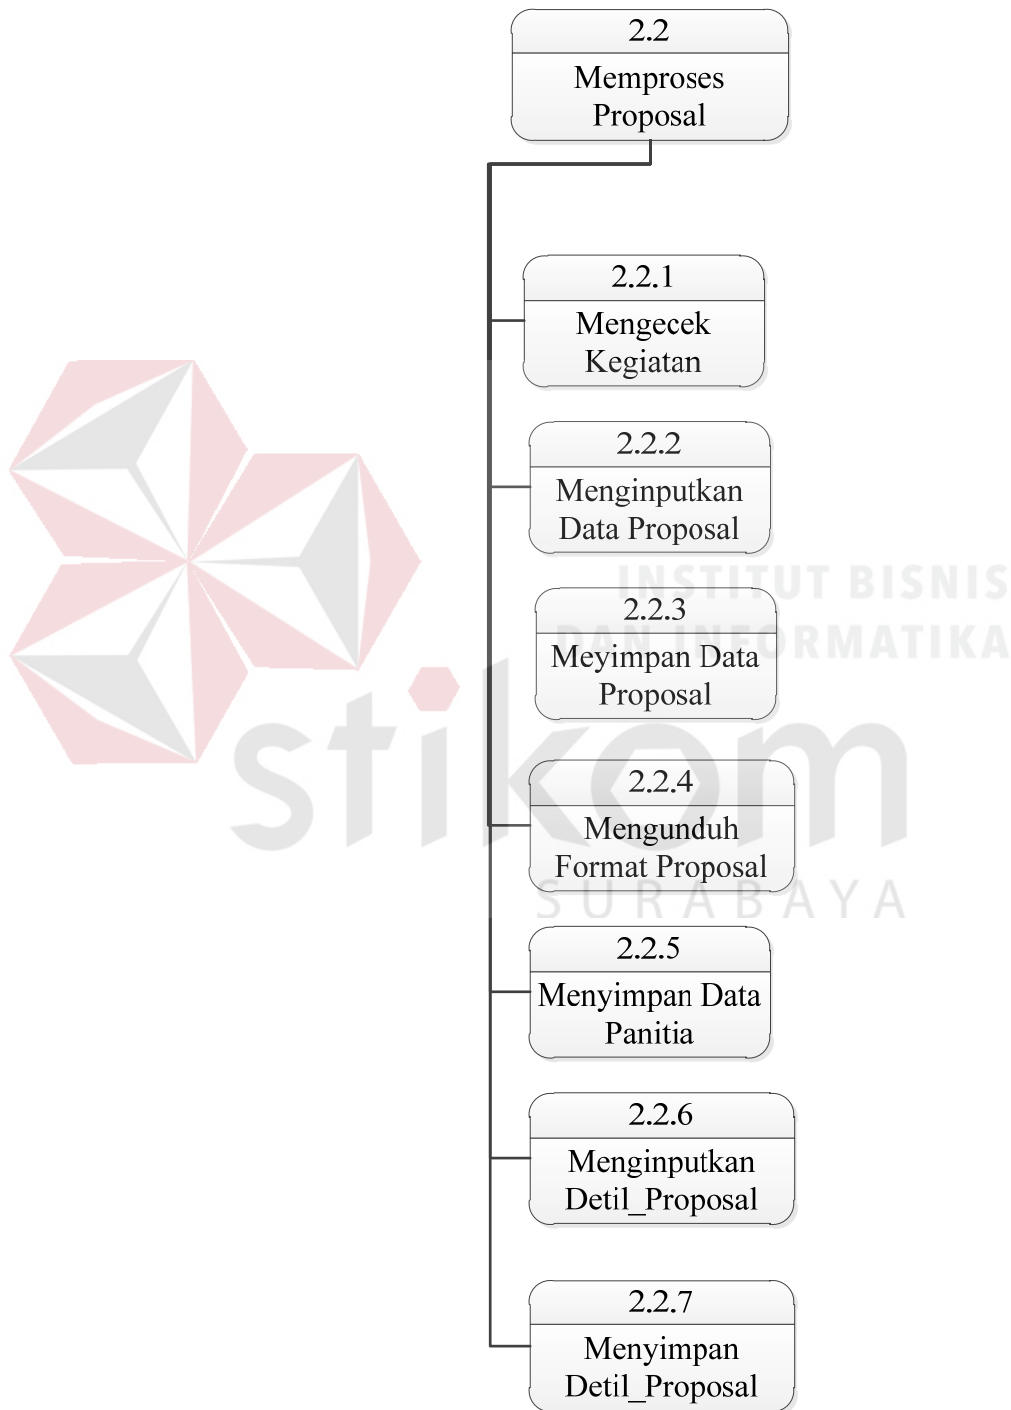 2.2
Memproses
Proposal
2.2.1
Mengecek
Kegiatan
2.2.2
Menginputkan
Data Proposal
INSTITUT BISNIS
DAN INFORMATIKA
2.2.3
Meyimpan Data
Proposal
stikom
2.2.4
Mengunduh
Format Proposal
SURABAYA
2.2.5
Menyimpan Data
Panitia
2.2.6
Menginputkan
Detil_Proposal
2.2.7
Menyimpan
Detil_Proposal